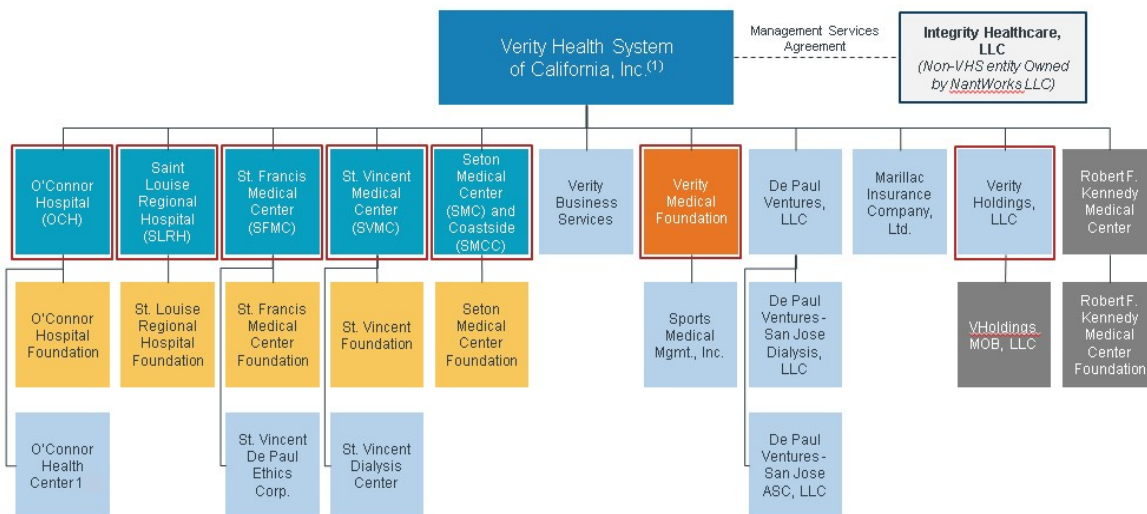 Verity Health System
of California, Inc.(1)
Management Services
Agreement
Integrity Healthcare,
LLC
(Non-VHS entity Owned
by NantWorks LLC)
O'Connor
Hospital
(OCH)
Saint
Louise
Regional
Hospital
(SLRH)
St. Francis
Medical
Center
(SFMC)
St. Vincent
Medical
Center
(SVMC)
Seton
Medical
Center
(SMC) and
Coastside
(SMCC)
Verity
Business
Services
Verity
Medical
Foundation
De Paul
Ventures,
LLC
Marillac
Insurance
Company,
Ltd.
Verity
Holdings,
LLC
Robert F.
Kennedy
Medical
Center
O'Connor
Hospital
Foundation
St. Louise
Regional
Hospital
Foundation
St. Francis
Medical
Center
Foundation
St. Vincent
Foundation
Seton
Medical
Center
Foundation
Sports
Medical
Mgmt., Inc.
De Paul
Ventures-
San Jose
Dialysis,
LLC
VHoldings
MOB, LLC
Robert F.
Kennedy
Medical
Center
Foundation
O'Connor
Health
Center 1
St. Vincent
De Paul
Ethics
Corp.
St. Vincent
Dialysis
Center
De Paul
Ventures-
San Jose
ASC, LLC